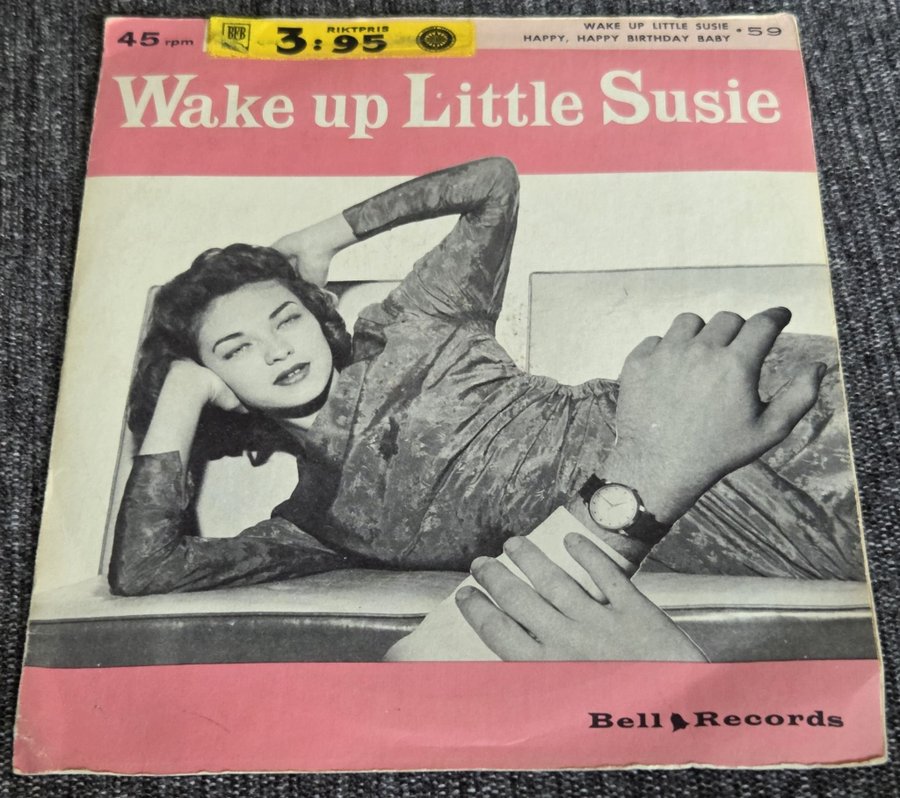 45 rpm
RIKTPRIS
3:95
WAKE UP LITTLE SUSIE
HAPPY, HAPPY BIRTHDAY BABY
•59
Wake up Little Susie
Bell Records